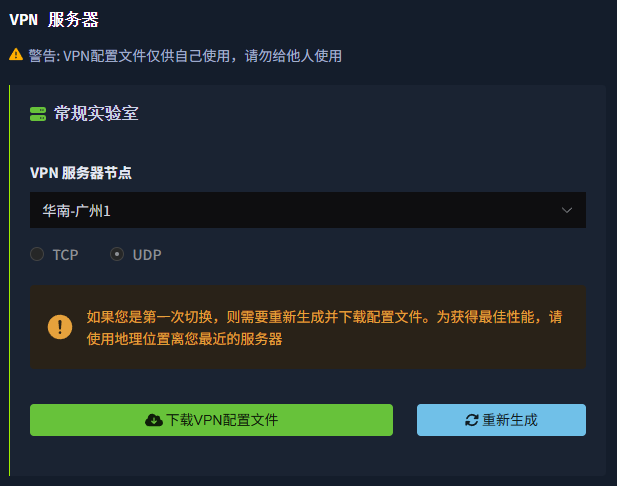 VPN 服务器
警告: VPN配置文件仅供自己使用，请勿给他人使用
常规实验室
VPN 服务器节点
华南-广州1
TCP UDP
如果您是第一次切换，则需要重新生成并下载配置文件。为获得最佳性能，请
使用地理位置离您最近的服务器
下载VPN配置文件 重新生成